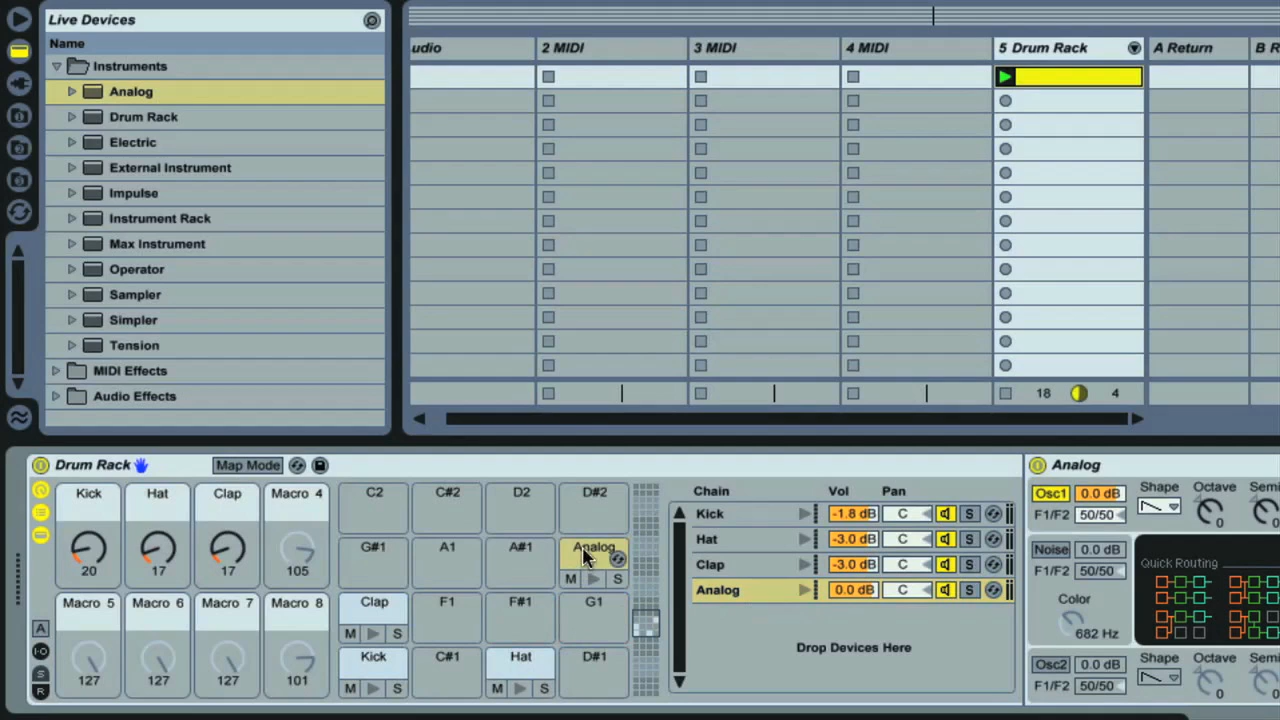 Live Devices
Name
Instruments
Analog
Drum Rack
Electric
External Instrument
Impulse
Instrument Rack
Max Instrument
Operator
Sampler
Simpler
Tension
MIDI Effects
Audio Effects
udio
2 MIDI
3 MIDI
4 MIDI
5 Drum Rack
A Return
B R
18
4
Drum Rack
Map Mode
Kick
Hat
Clap
Macro 4
20
17
17
105
Macro 5
Macro 6
Macro 7
Macro 8
127
127
127
101
A
I-O
S
R
C2
C#2
D2
D#2
G#1
A1
A#1
Analog
M
S
Clap
F1
F#1
G1
M
S
Kick
C#1
Hat
D#1
M
S
M
S
Chain
Vol
Pan
Kick
-1.8 dB
C
S
Hat
-3.0 dB
C
S
Clap
-3.0 dB
C
S
Analog
0.0 dB
C
S
Drop Devices Here
Analog
Osc1
0.0 dB
Shape
Octave
Semi
F1/F2
50/50
Noise
0.0 dB
F1/F2
50/50
Quick Routing
Color
682 Hz
Osc2
0.0 dB
Shape
Octave
Semi
F1/F2
50/50